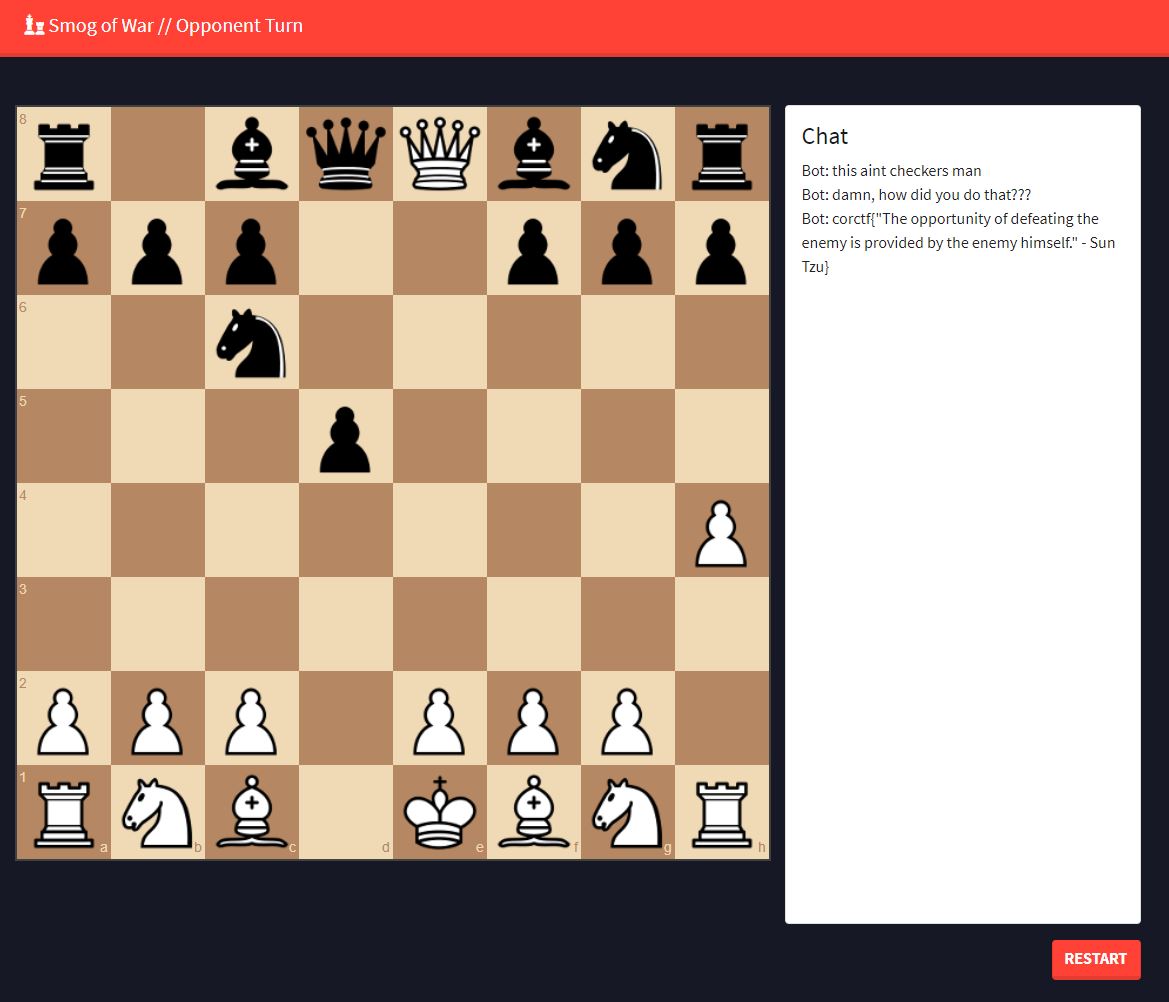 Smog of War // Opponent Turn
8
7
6
5
4
3
2
1
a b c d e f g h
Chat
Bot: this aint checkers man
Bot: damn, how did you do that???
Bot: corctf{"The opportunity of defeating the
enemy is provided by the enemy himself." - Sun
Tzu}
RESTART